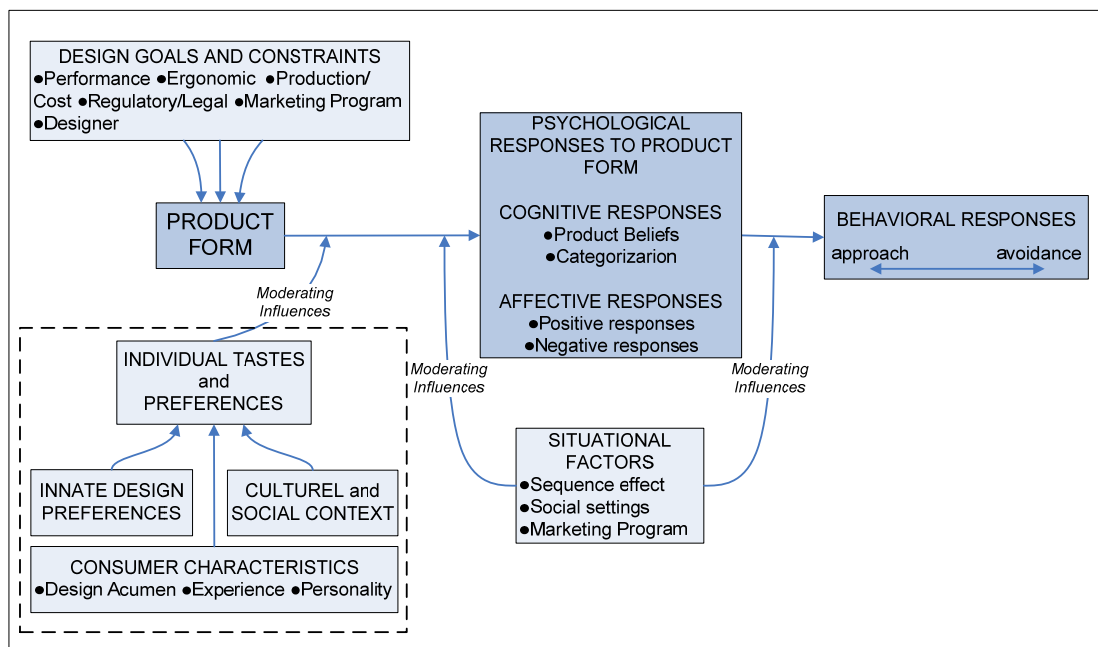 DESIGN GOALS AND CONSTRAINTS
●Performance ●Ergonomic ●Production/
Cost ●Regulatory/Legal ●Marketing Program
●Designer
PRODUCT
FORM
PSYCHOLOGICAL
RESPONSES TO PRODUCT
FORM
COGNITIVE RESPONSES
●Product Beliefs
●Categorizarion
AFFECTIVE RESPONSES
●Positive responses
●Negative responses
BEHAVIORAL RESPONSES
approach avoidance
Moderating
Influences
INDIVIDUAL TASTES
and
PREFERENCES
Moderating
Influences
Moderating
Influences
INNATE DESIGN
PREFERENCES
CULTUREL and
SOCIAL CONTEXT
CONSUMER CHARACTERISTICS
●Design Acumen ●Experience ●Personality
SITUATIONAL
FACTORS
●Sequence effect
●Social settings
●Marketing Program